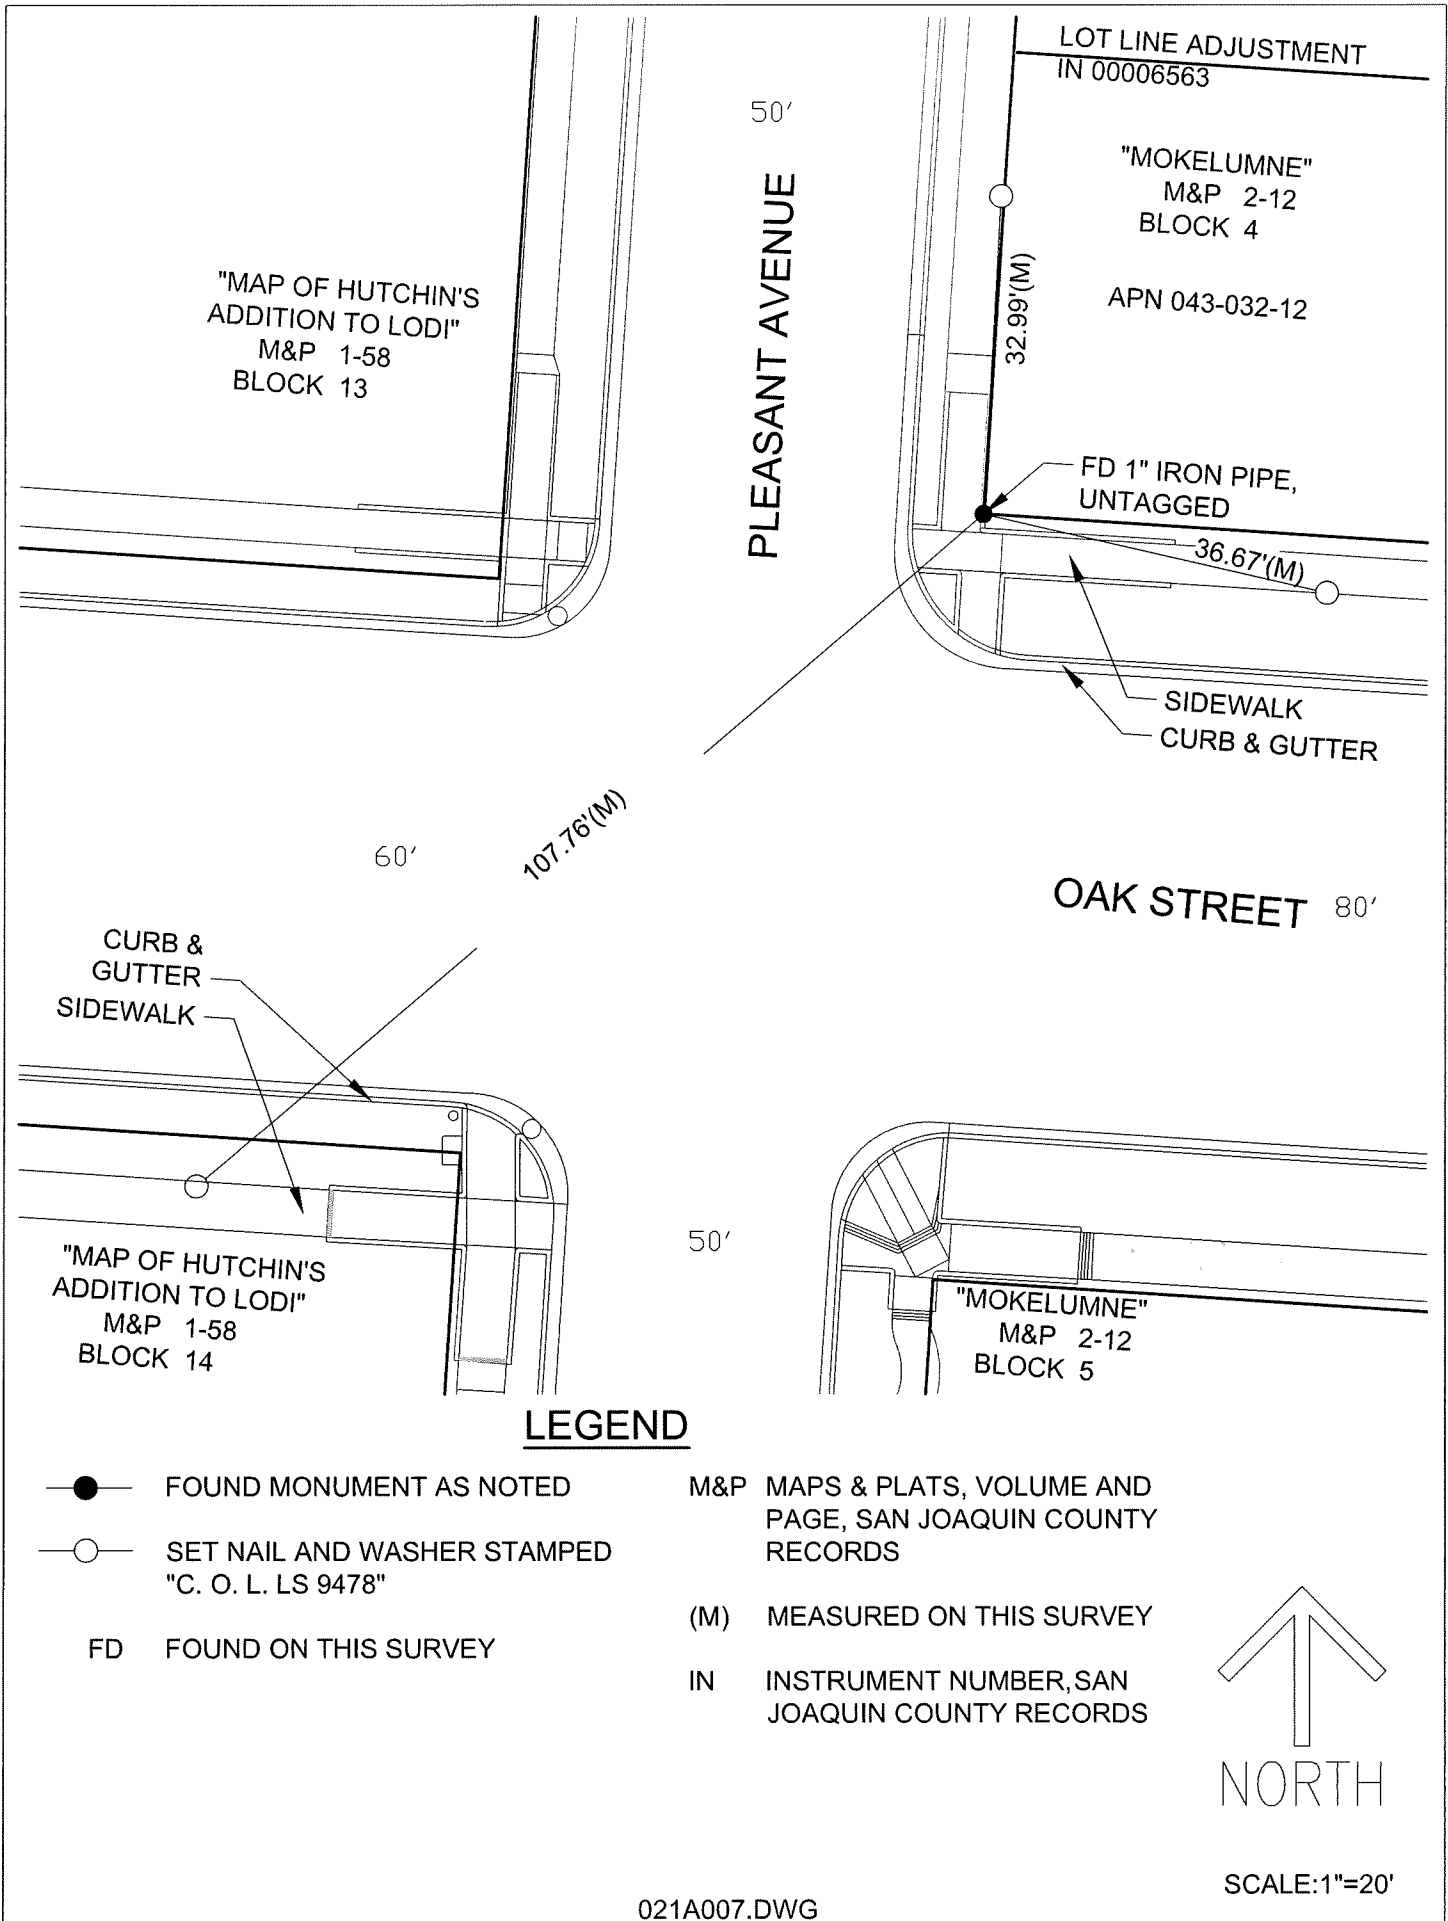 LOT LINE ADJUSTMENT
IN 00006563
50'
"MOKELUMNE"
M&P 2-12
BLOCK 4
APN 043-032-12
PLEASANT AVENUE
32.99'(M)
"MAP OF HUTCHIN'S
ADDITION TO LODI"
M&P 1-58
BLOCK 13
FD 1" IRON PIPE,
UNTAGGED
36.67'(M)
SIDEWALK
CURB & GUTTER
107.76'(M)
60'
OAK STREET 80'
CURB &
GUTTER
SIDEWALK
50'
"MAP OF HUTCHIN'S
ADDITION TO LODI"
M&P 1-58
BLOCK 14
"MOKELUMNE"
M&P 2-12
BLOCK 5
LEGEND
FOUND MONUMENT AS NOTED
SET NAIL AND WASHER STAMPED
"C. O. L. LS 9478"
FD FOUND ON THIS SURVEY
M&P MAPS & PLATS, VOLUME AND
PAGE, SAN JOAQUIN COUNTY
RECORDS
(M) MEASURED ON THIS SURVEY
IN INSTRUMENT NUMBER, SAN
JOAQUIN COUNTY RECORDS
NORTH
SCALE:1"=20'
021A007.DWG